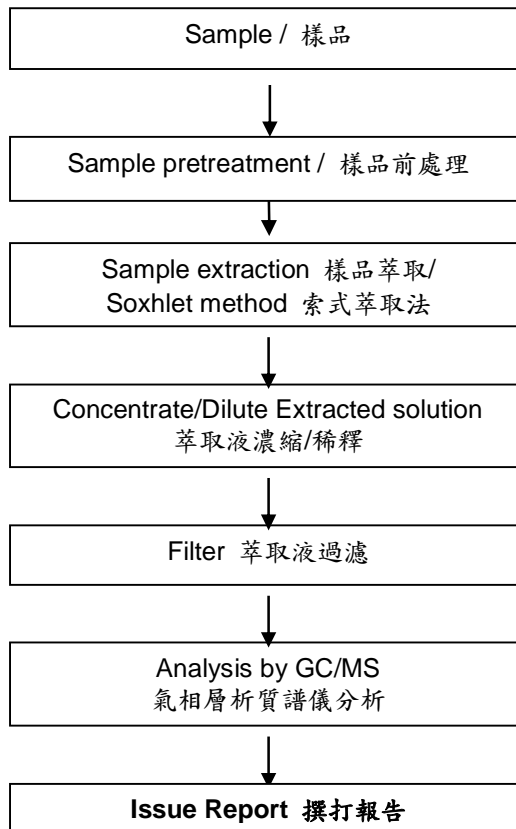 Sample / 樣品
Sample pretreatment / 樣品前處理
Sample extraction 樣品萃取/
Soxhlet method 索式萃取法
Concentrate/Dilute Extracted solution
萃取液濃縮/稀釋
Filter 萃取液過濾
Analysis by GC/MS
氣相層析質譜儀分析
Issue Report 撰打報告